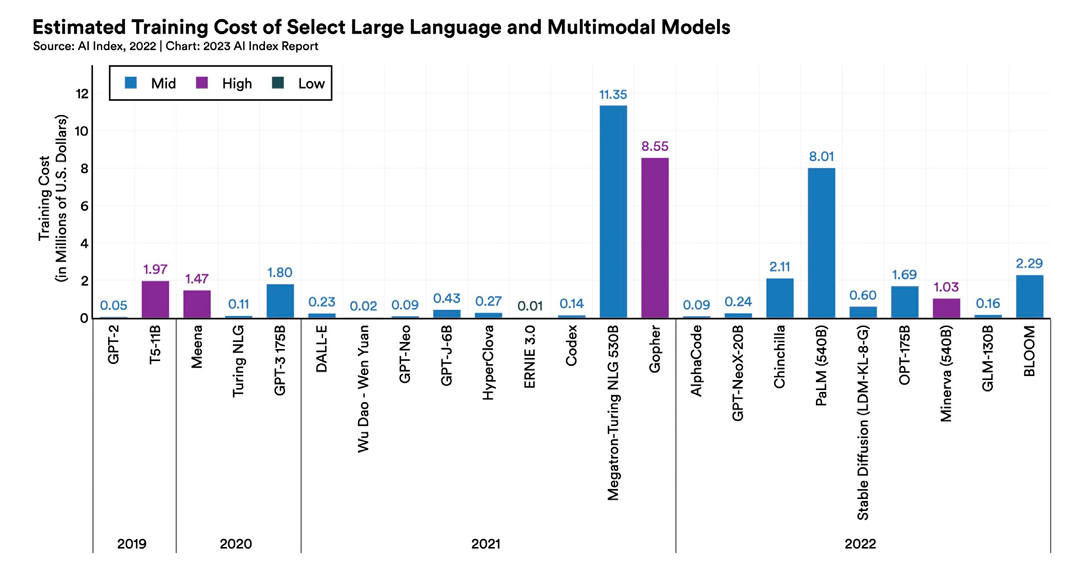 Estimated Training Cost of Select Large Language and Multimodal Models
Source: AI Index, 2022 | Chart: 2023 AI Index Report
Mid High Low
Training Cost
(in Millions of U.S. Dollars)
12
10
8
6
4
2
0
0.05
1.97
1.47
0.11
1.80
0.23
0.02
0.09
0.43
0.27
0.01
0.14
11.35
8.55
0.09
0.24
2.11
8.01
0.60
1.69
1.03
0.16
2.29
GPT-2
T5-11B
Meena
Turing NLG
GPT-3 175B
DALL-E
Wu Dao - Wen Yuan
GPT-Neo
GPT-J-6B
HyperClova
ERNIE 3.0
Codex
Megatron-Turing NLG 530B
Gopher
AlphaCode
GPT-NeoX-20B
Chinchilla
PaLM (540B)
Stable Diffusion (LDM-KL-8-G)
OPT-175B
Minerva (540B)
GLM-130B
BLOOM
2019
2020
2021
2022